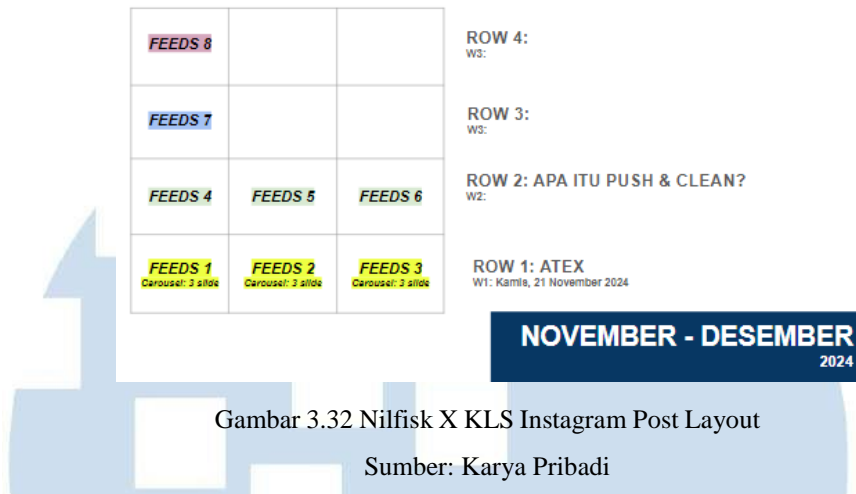 FEEDS 8
ROW 4:
W3:
FEEDS 7
ROW 3:
W3:
FEEDS 4 FEEDS 5 FEEDS 6
ROW 2: APA ITU PUSH & CLEAN?
W2:
FEEDS 1 FEEDS 2 FEEDS 3
Carousel: 3 slide Carousel: 3 slide Carousel: 3 slide
ROW 1: ATEX
W1: Kamis, 21 November 2024
NOVEMBER - DESEMBER
2024
Gambar 3.32 Nilfisk X KLS Instagram Post Layout
Sumber: Karya Pribadi